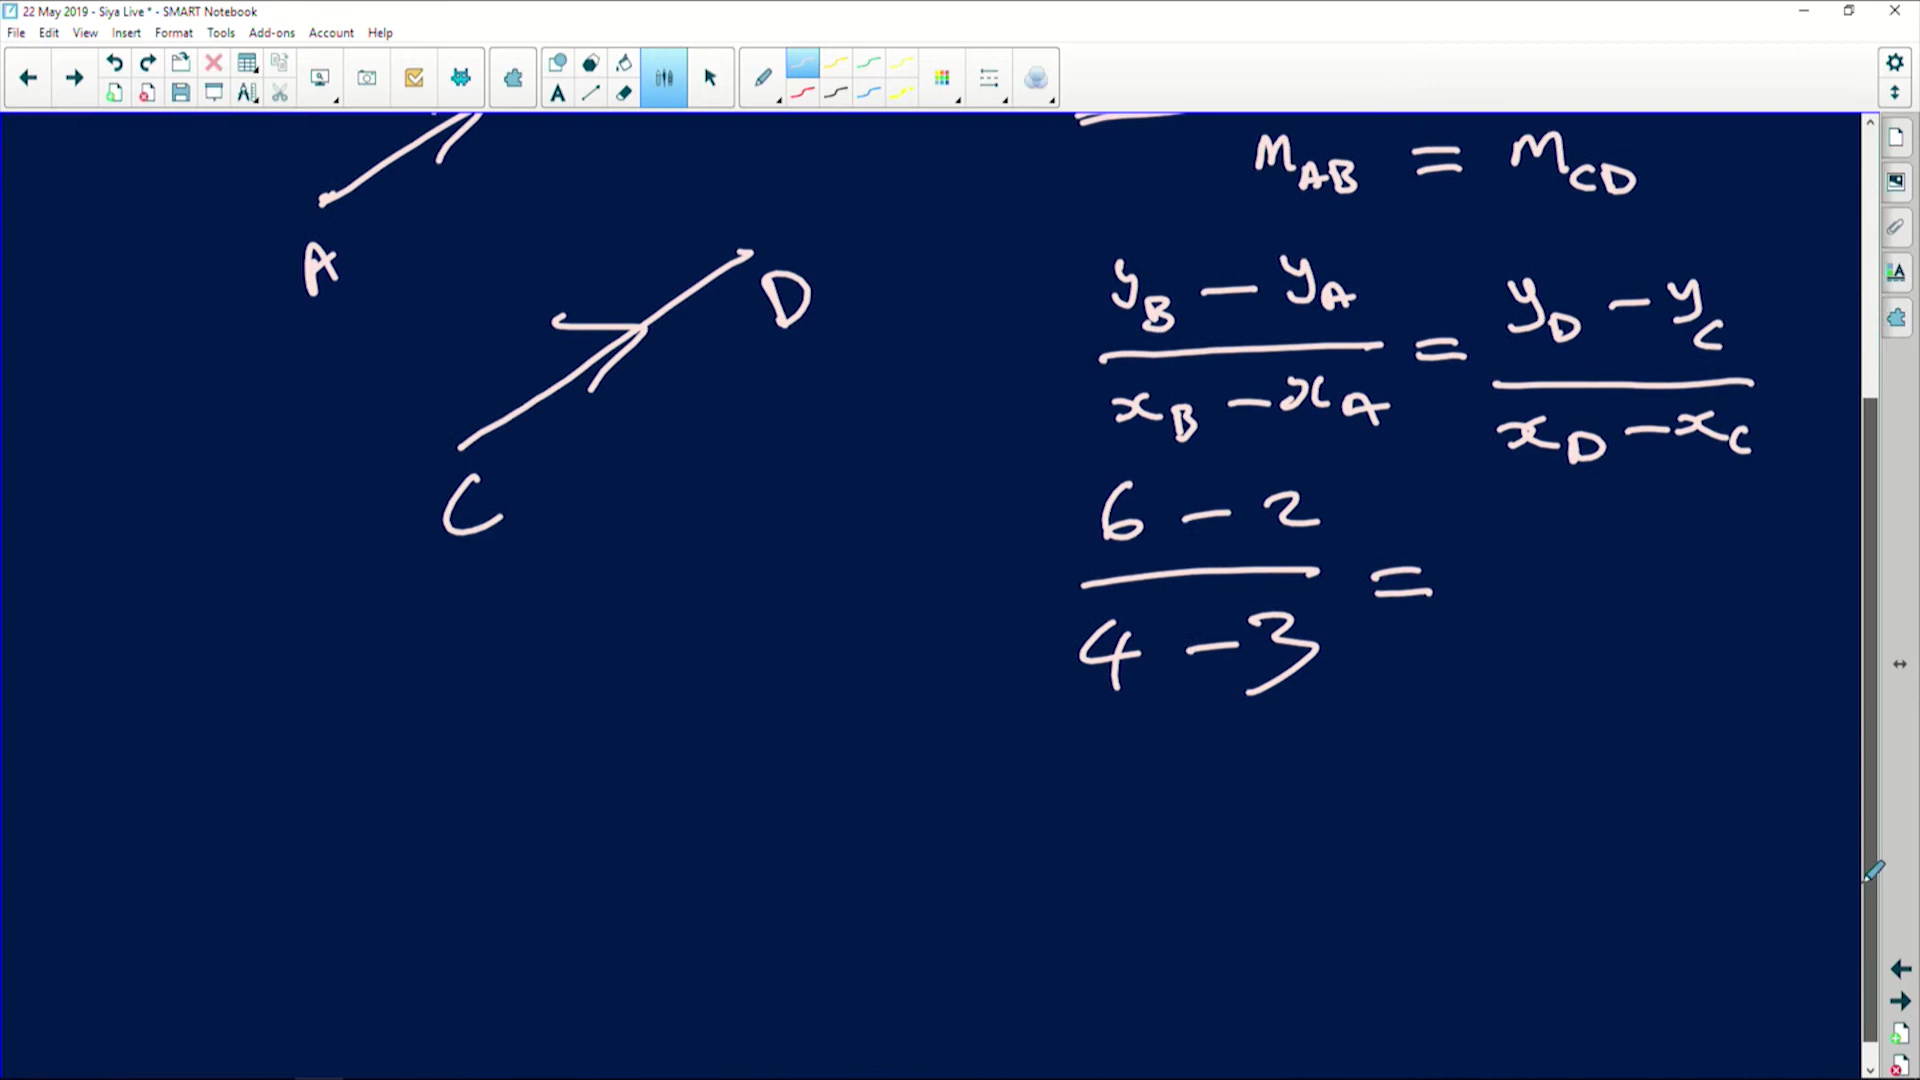 22 May 2019 - Siya Live * - SMART Notebook
File Edit View Insert Format Tools Add-ons Account Help
A
D
C
m_AB = m_CD
y_B - y_A / x_B - x_A = y_D - y_C / x_D - x_C
6 - 2 / 4 - 3 =